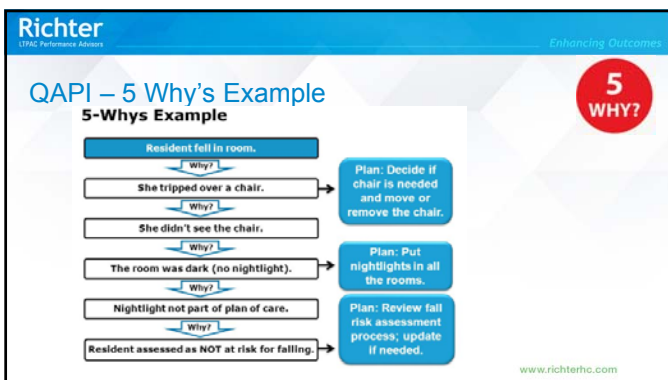 Richter
LTPAC Performance Advisors
Enhancing Outcomes
QAPI – 5 Why's Example
5
WHY?
5-Whys Example
Resident fell in room.
Why?
She tripped over a chair.
Plan: Decide if
chair is needed
and move or
remove the chair.
Why?
She didn't see the chair.
Why?
The room was dark (no nightlight).
Plan: Put
nightlights in all
the rooms.
Why?
Nightlight not part of plan of care.
Why?
Resident assessed as NOT at risk for falling.
Plan: Review fall
risk assessment
process; update
if needed.
www.richterhc.com